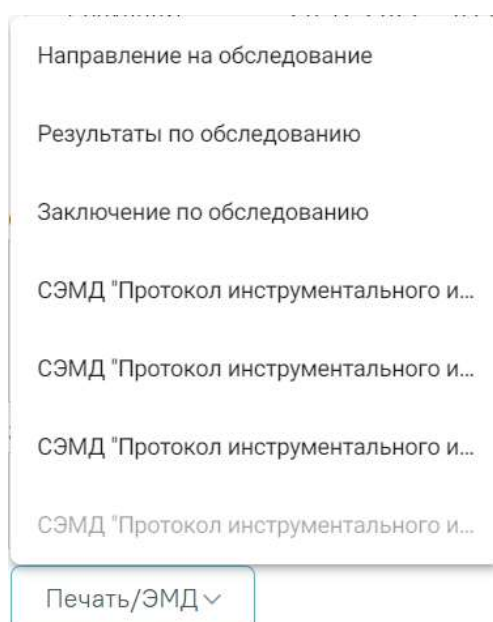 Направление на обследование
Результаты по обследованию
Заключение по обследованию
СЭМД "Протокол инструментального и...
СЭМД "Протокол инструментального и...
СЭМД "Протокол инструментального и...
СЭМД "Протокол инструментального и...
Печать/ЭМД